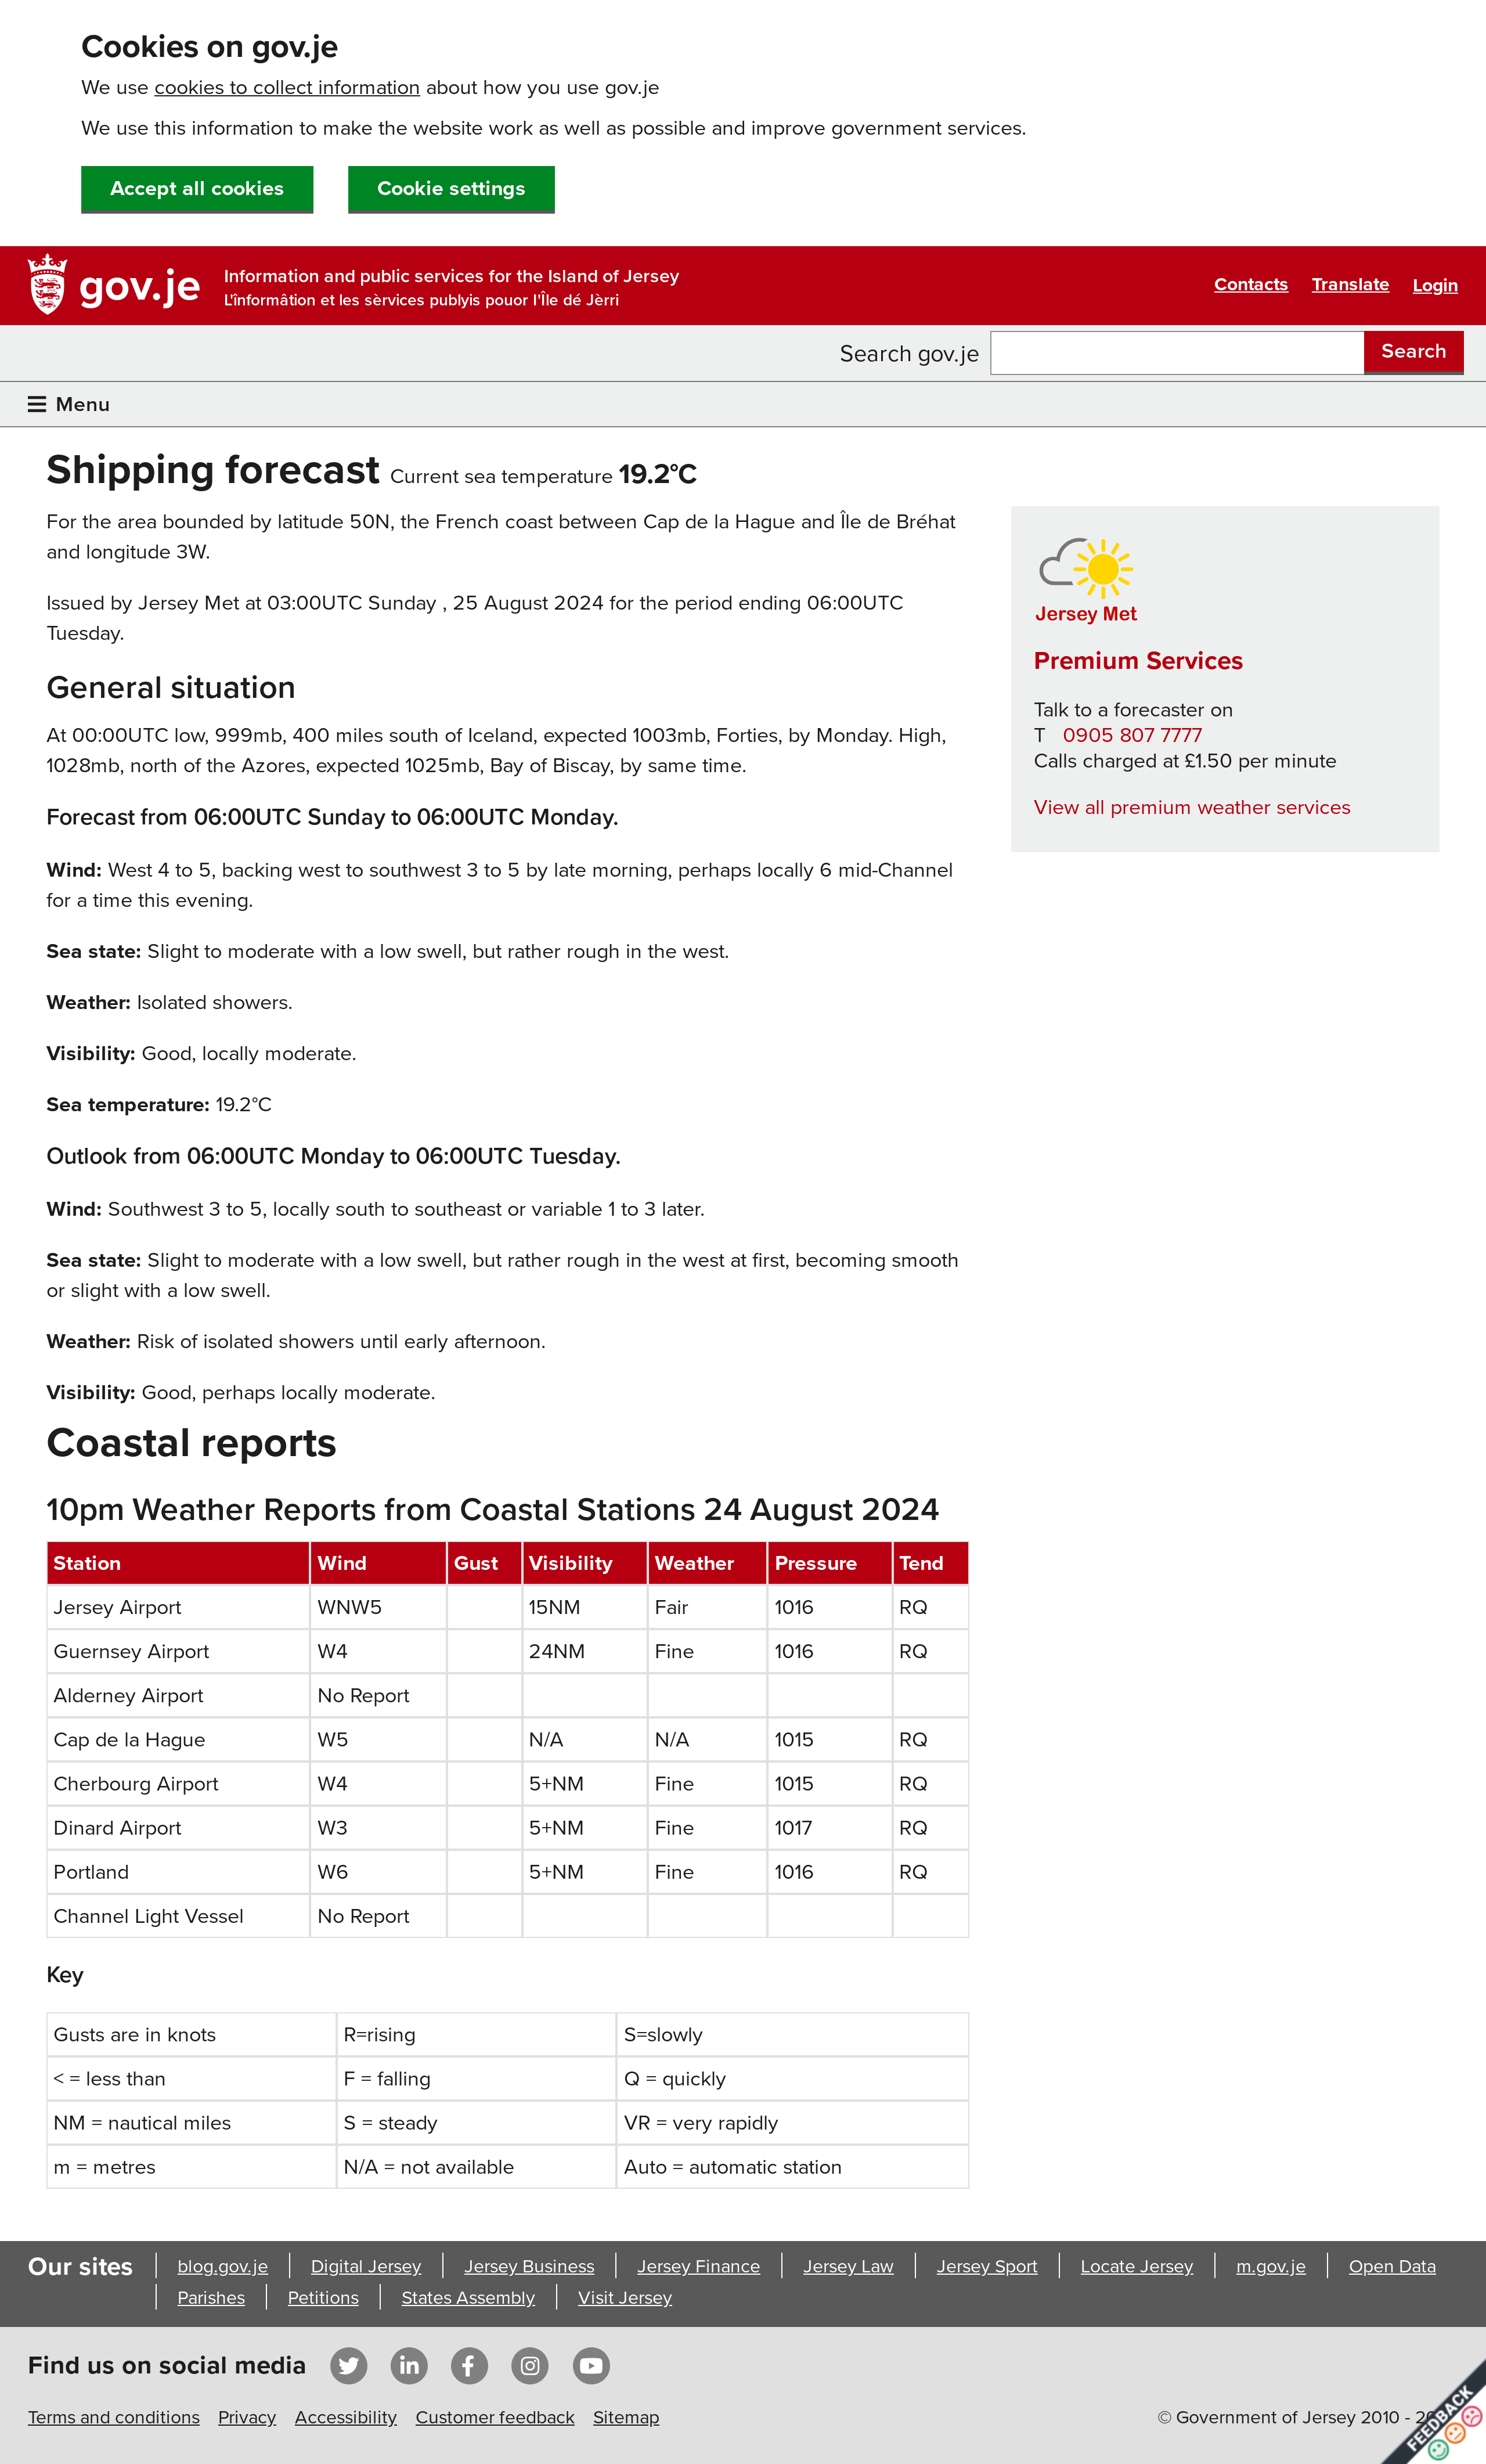 Cookies on gov.je
We use cookies to collect information about how you use gov.je
We use this information to make the website work as well as possible and improve government services.
Accept all cookies
Cookie settings
gov.je
Information and public services for the Island of Jersey
L'înformâtion et les sèrvices publyis pouor I'Île dé Jèrri
Contacts
Translate
Login
Search gov.je
Search
Menu
Shipping forecast Current sea temperature 19.2°C
For the area bounded by latitude 50N, the French coast between Cap de la Hague and Île de Bréhat
and longitude 3W.
Issued by Jersey Met at 03:00UTC Sunday , 25 August 2024 for the period ending 06:00UTC
Tuesday.
General situation
At 00:00UTC low, 999mb, 400 miles south of Iceland, expected 1003mb, Forties, by Monday. High,
1028mb, north of the Azores, expected 1025mb, Bay of Biscay, by same time.
Forecast from 06:00UTC Sunday to 06:00UTC Monday.
Wind: West 4 to 5, backing west to southwest 3 to 5 by late morning, perhaps locally 6 mid-Channel
for a time this evening.
Sea state: Slight to moderate with a low swell, but rather rough in the west.
Weather: Isolated showers.
Visibility: Good, locally moderate.
Sea temperature: 19.2°C
Outlook from 06:00UTC Monday to 06:00UTC Tuesday.
Wind: Southwest 3 to 5, locally south to southeast or variable 1 to 3 later.
Sea state: Slight to moderate with a low swell, but rather rough in the west at first, becoming smooth
or slight with a low swell.
Weather: Risk of isolated showers until early afternoon.
Visibility: Good, perhaps locally moderate.
Jersey Met
Premium Services
Talk to a forecaster on
T 0905 807 7777
Calls charged at £1.50 per minute
View all premium weather services
Coastal reports
10pm Weather Reports from Coastal Stations 24 August 2024
Station Wind Gust Visibility Weather Pressure Tend
Jersey Airport WNW5 15NM Fair 1016 RQ
Guernsey Airport W4 24NM Fine 1016 RQ
Alderney Airport No Report
Cap de la Hague W5 N/A N/A 1015 RQ
Cherbourg Airport W4 5+NM Fine 1015 RQ
Dinard Airport W3 5+NM Fine 1017 RQ
Portland W6 5+NM Fine 1016 RQ
Channel Light Vessel No Report
Key
Gusts are in knots R=rising S=slowly
< = less than F = falling Q = quickly
NM = nautical miles S = steady VR = very rapidly
m = metres N/A = not available Auto = automatic station
Our sites blog.gov.je Digital Jersey Jersey Business Jersey Finance Jersey Law Jersey Sport Locate Jersey m.gov.je Open Data
Parishes Petitions States Assembly Visit Jersey
Find us on social media
Terms and conditions Privacy Accessibility Customer feedback Sitemap
© Government of Jersey 2010 -
FEEDBACK